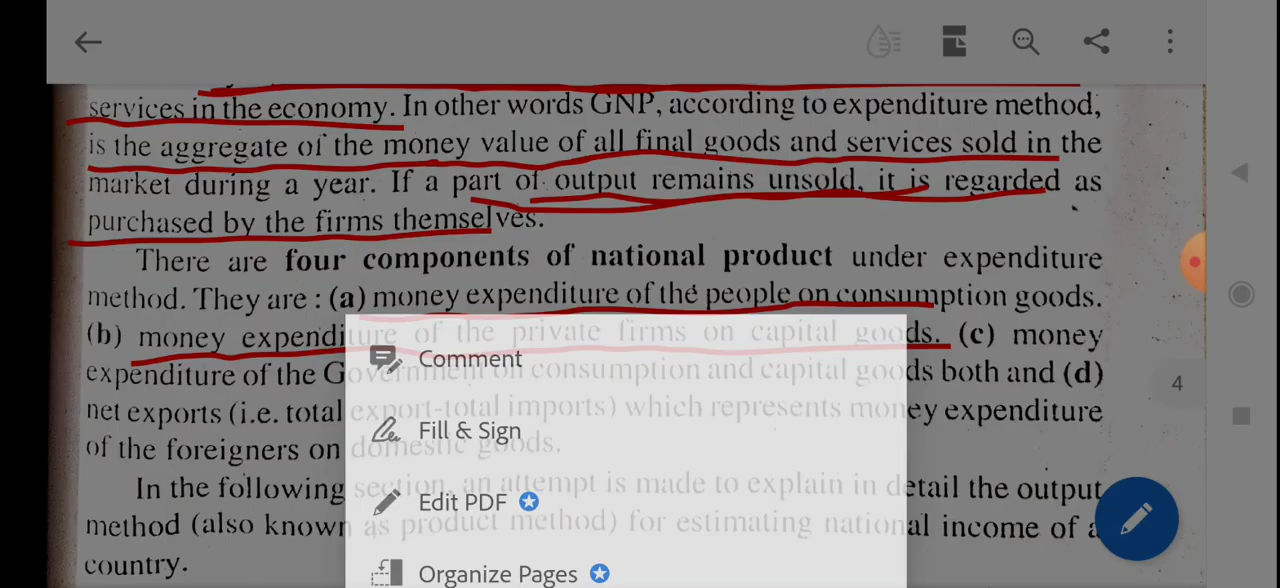 services in the economy. In other words GNP, according to expenditure method,
is the aggregate of the money value of all final goods and services sold in the
market during a year. If a part of output remains unsold, it is regarded as
purchased by the firms themselves.
There are four components of national product under expenditure
method. They are : (a) money expenditure of the people on consumption goods.
(b) money expenditure of the private firms on capital goods. (c) money
expenditure of the Government on consumption and capital goods both and (d)
net exports (i.e. total export-total imports) which represents money expenditure
of the foreigners on domestic goods.
In the following section, an attempt is made to explain in detail the output
method (also known as product method) for estimating national income of a
country.
4
Comment
Fill & Sign
Edit PDF
Organize Pages